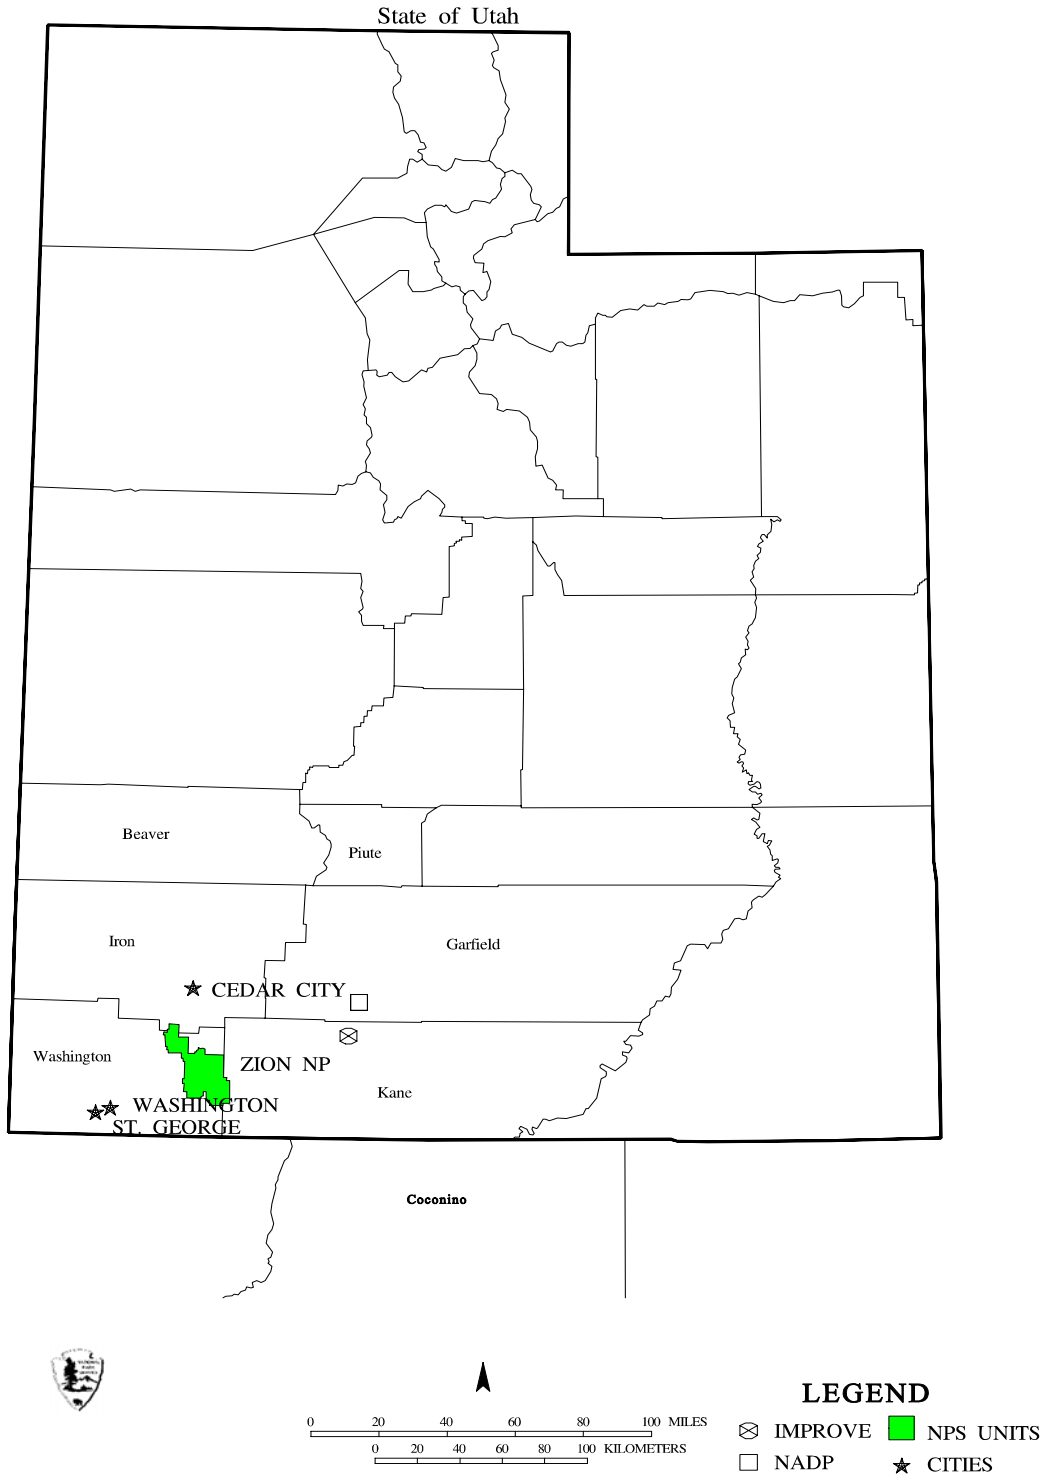 State of Utah
Beaver
Piute
Iron
Garfield
CEDAR CITY
Washington
ZION NP
Kane
WASHINGTON
ST. GEORGE
Coconino
LEGEND
0 20 40 60 80 100 MILES
IMPROVE
NPS UNITS
0 20 40 60 80 100 KILOMETERS
NADP
CITIES